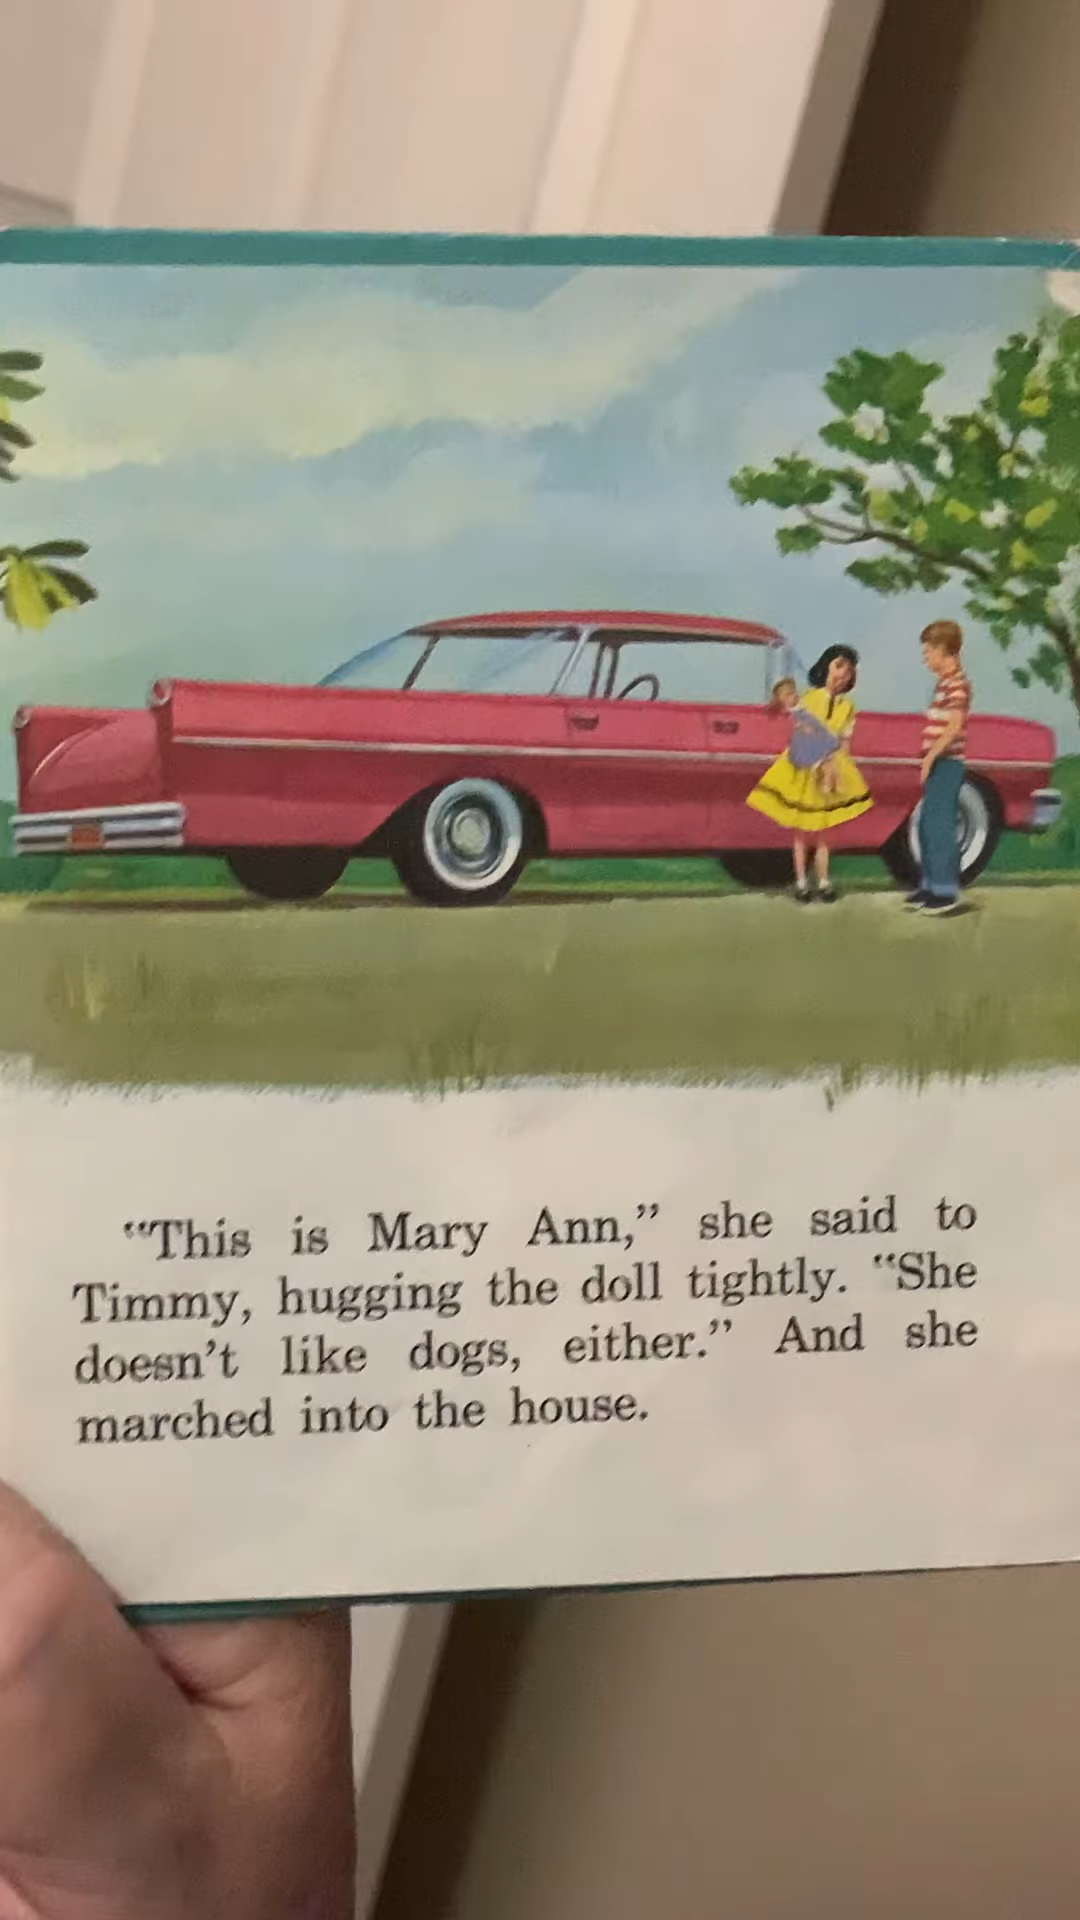 “This is Mary Ann,” she said to
Timmy, hugging the doll tightly. “She
doesn’t like dogs, either.” And she
marched into the house.